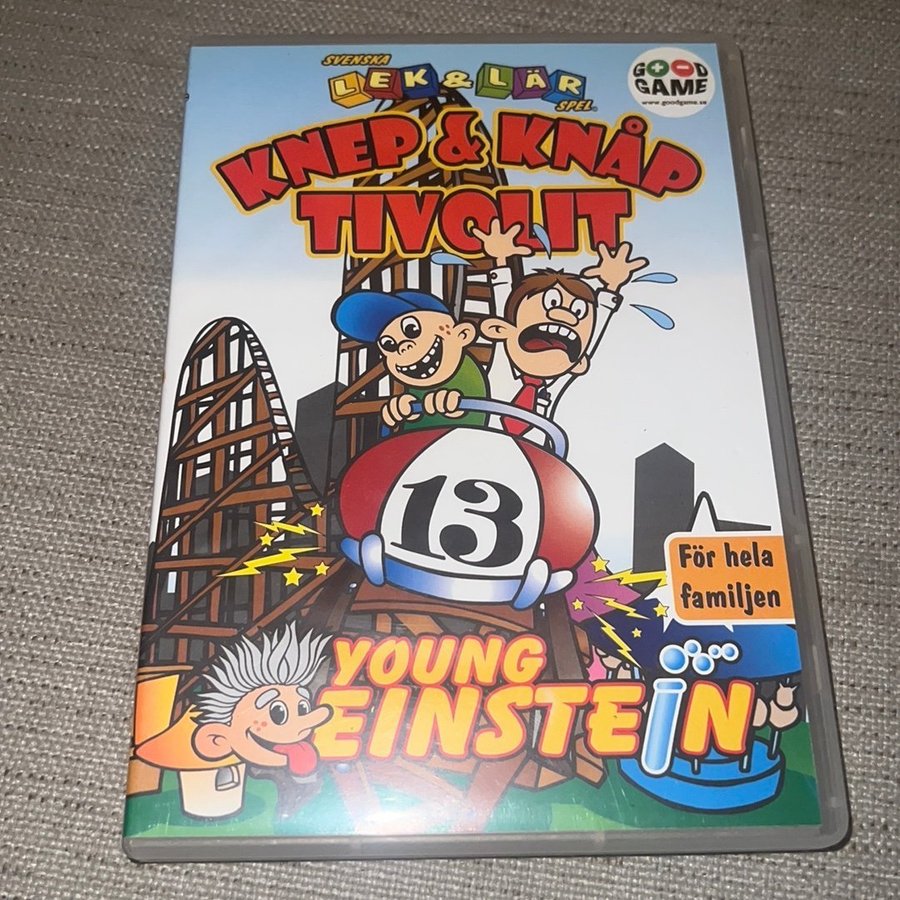 SVENSKA
LEK & LÄR
SPEL
GOOD
GAME
www.goodgame.se
KNEP & KNÅP
TIVOLIT
13
För hela
familjen
YOUNG
EINSTEIN